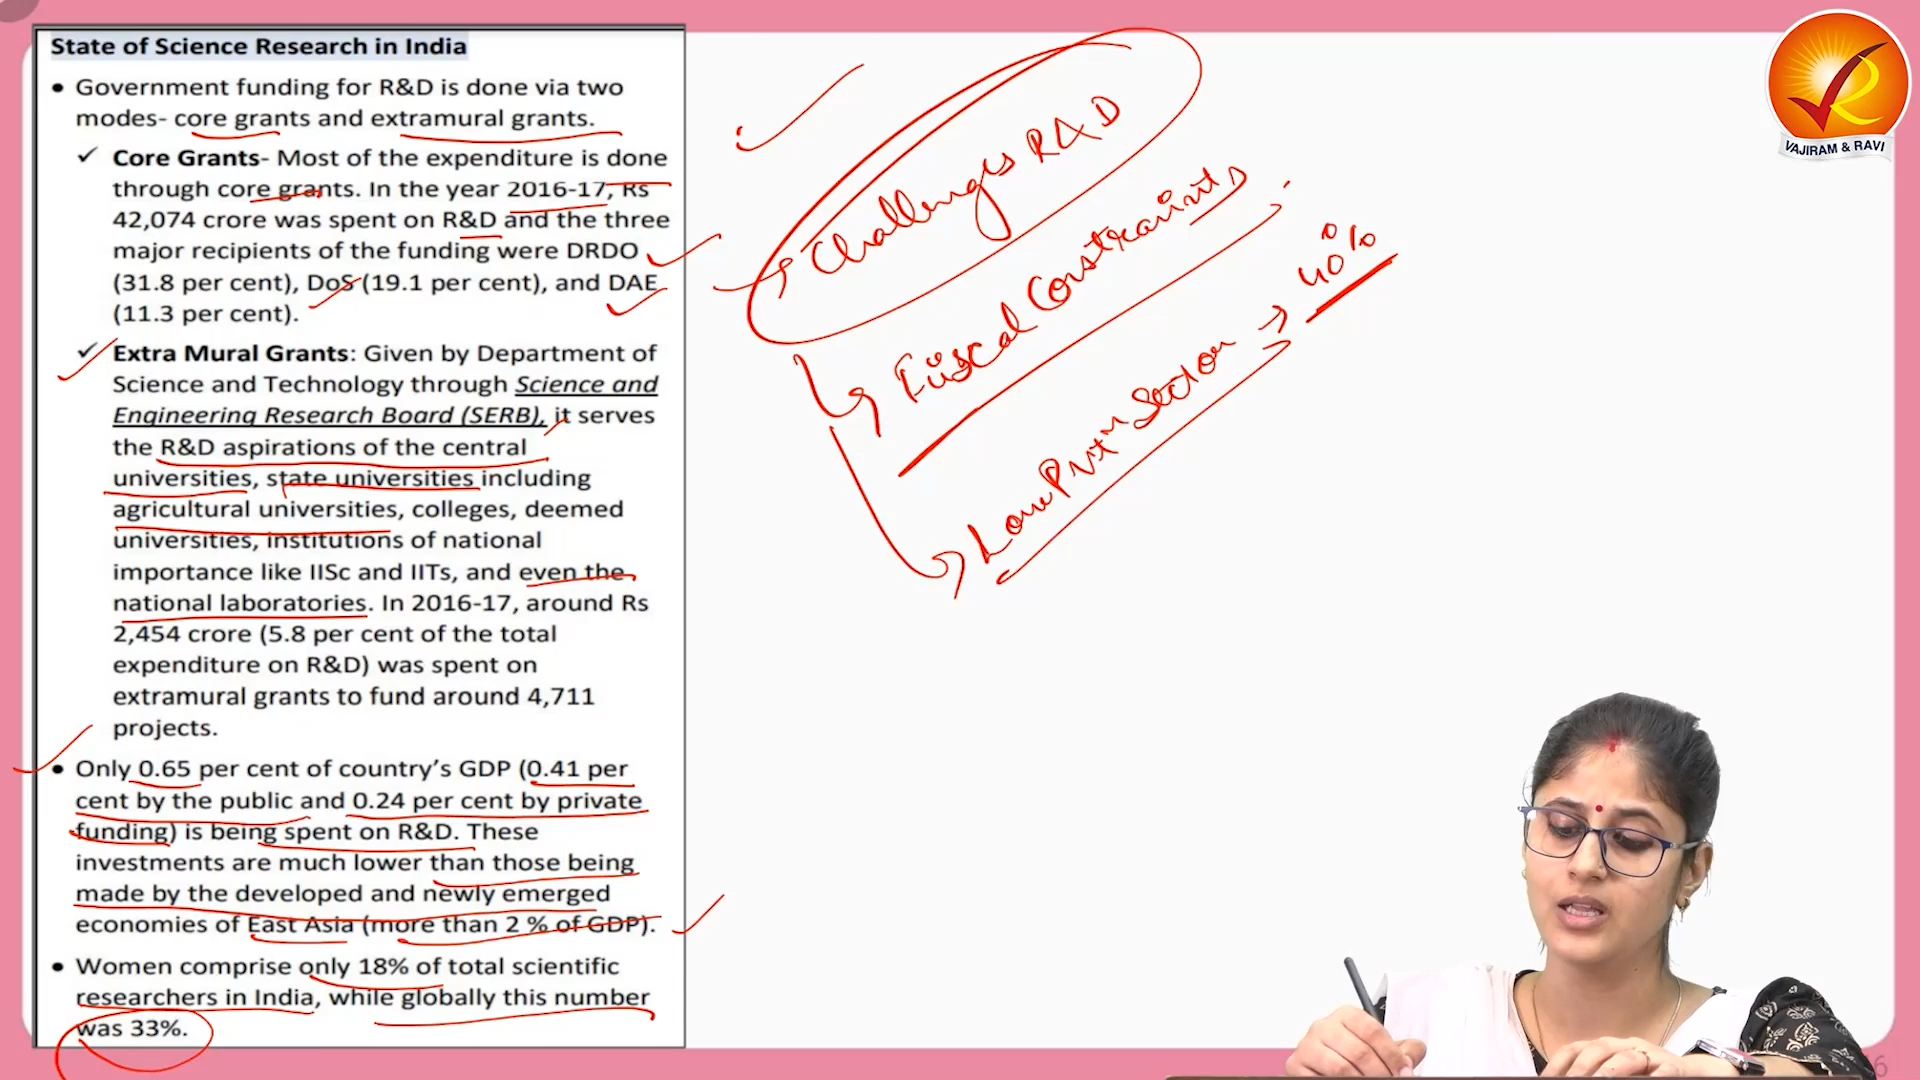 State of Science Research in India
• Government funding for R&D is done via two
modes- core grants and extramural grants.
✓ Core Grants- Most of the expenditure is done
through core grants. In the year 2016-17, Rs
42,074 crore was spent on R&D and the three
major recipients of the funding were DRDO
(31.8 per cent), DoS (19.1 per cent), and DAE
(11.3 per cent).
✓ Extra Mural Grants: Given by Department of
Science and Technology through Science and
Engineering Research Board (SERB), it serves
the R&D aspirations of the central
universities, state universities including
agricultural universities, colleges, deemed
universities, institutions of national
importance like IISc and IITs, and even the
national laboratories. In 2016-17, around Rs
2,454 crore (5.8 per cent of the total
expenditure on R&D) was spent on
extramural grants to fund around 4,711
projects.
• Only 0.65 per cent of country's GDP (0.41 per
cent by the public and 0.24 per cent by private
funding) is being spent on R&D. These
investments are much lower than those being
made by the developed and newly emerged
economies of East Asia (more than 2 % of GDP).
• Women comprise only 18% of total scientific
researchers in India, while globally this number
was 33%.
Challenges R&D
Fiscal Constraints
Low Pvt Sector → 40%
VAJIRAM & RAVI